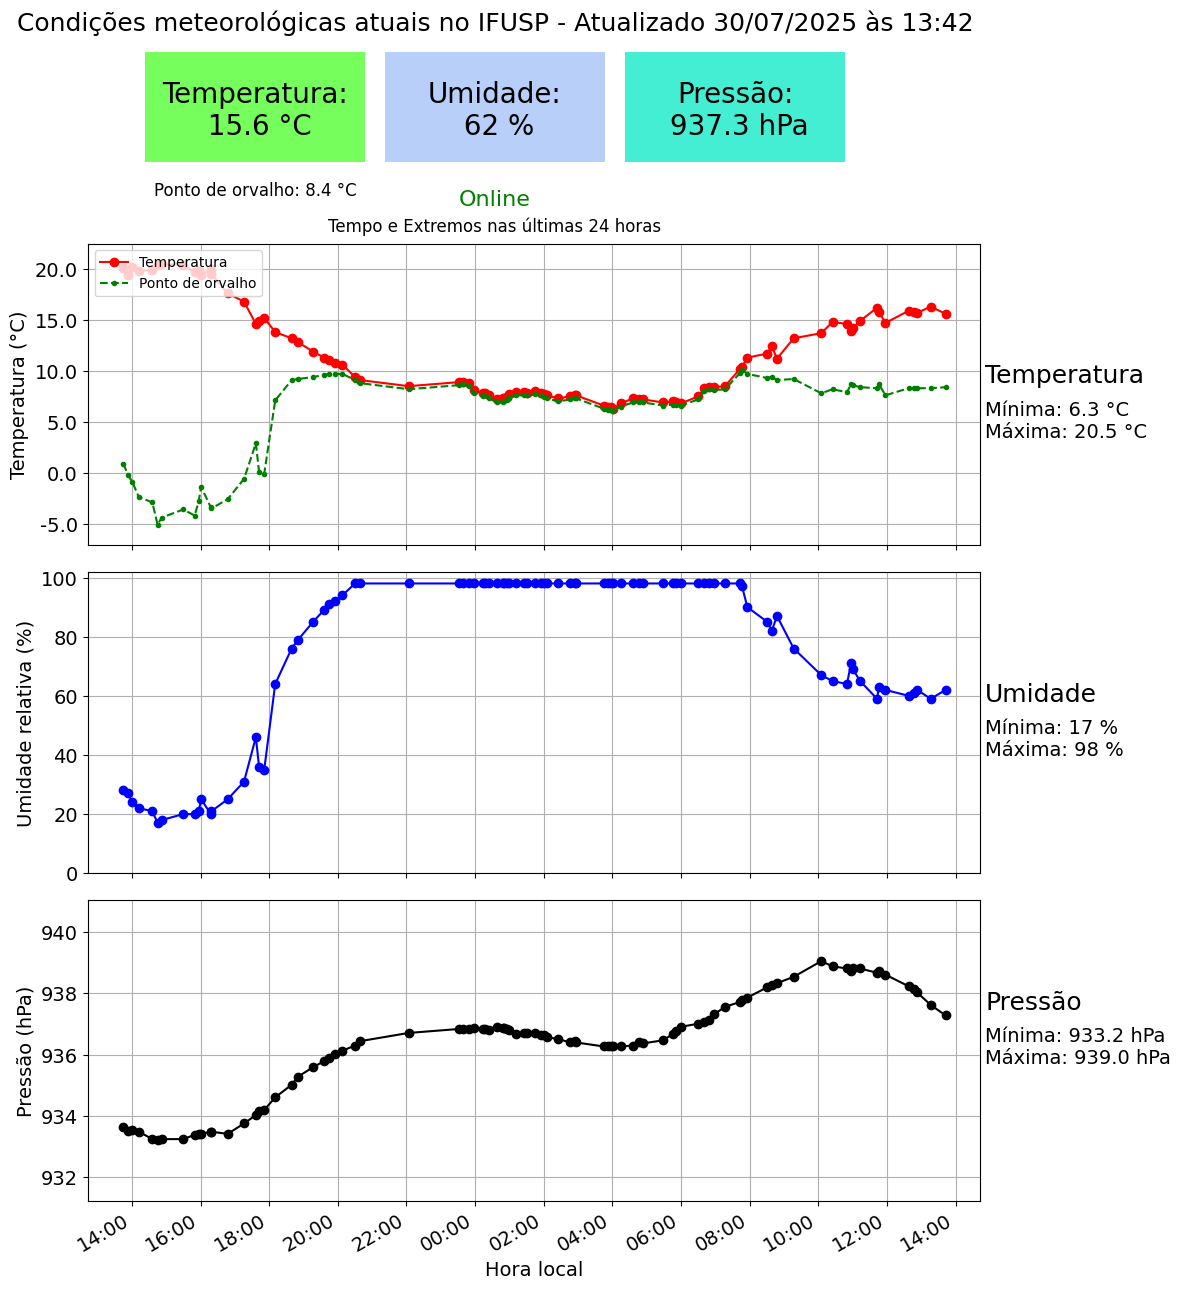 Condições meteorológicas atuais no IFUSP - Atualizado 30/07/2025 às 13:42
Temperatura:
15.6 °C
Umidade:
62 %
Pressão:
937.3 hPa
Ponto de orvalho: 8.4 °C
Online
Tempo e Extremos nas últimas 24 horas
Temperatura
Ponto de orvalho
Temperatura (°C)
20.0
15.0
10.0
5.0
0.0
-5.0
Temperatura
Mínima: 6.3 °C
Máxima: 20.5 °C
Umidade relativa (%)
100
80
60
40
20
0
Umidade
Mínima: 17 %
Máxima: 98 %
Pressão (hPa)
940
938
936
934
932
Pressão
Mínima: 933.2 hPa
Máxima: 939.0 hPa
14:00
16:00
18:00
20:00
22:00
00:00
02:00
04:00
06:00
08:00
10:00
12:00
14:00
Hora local